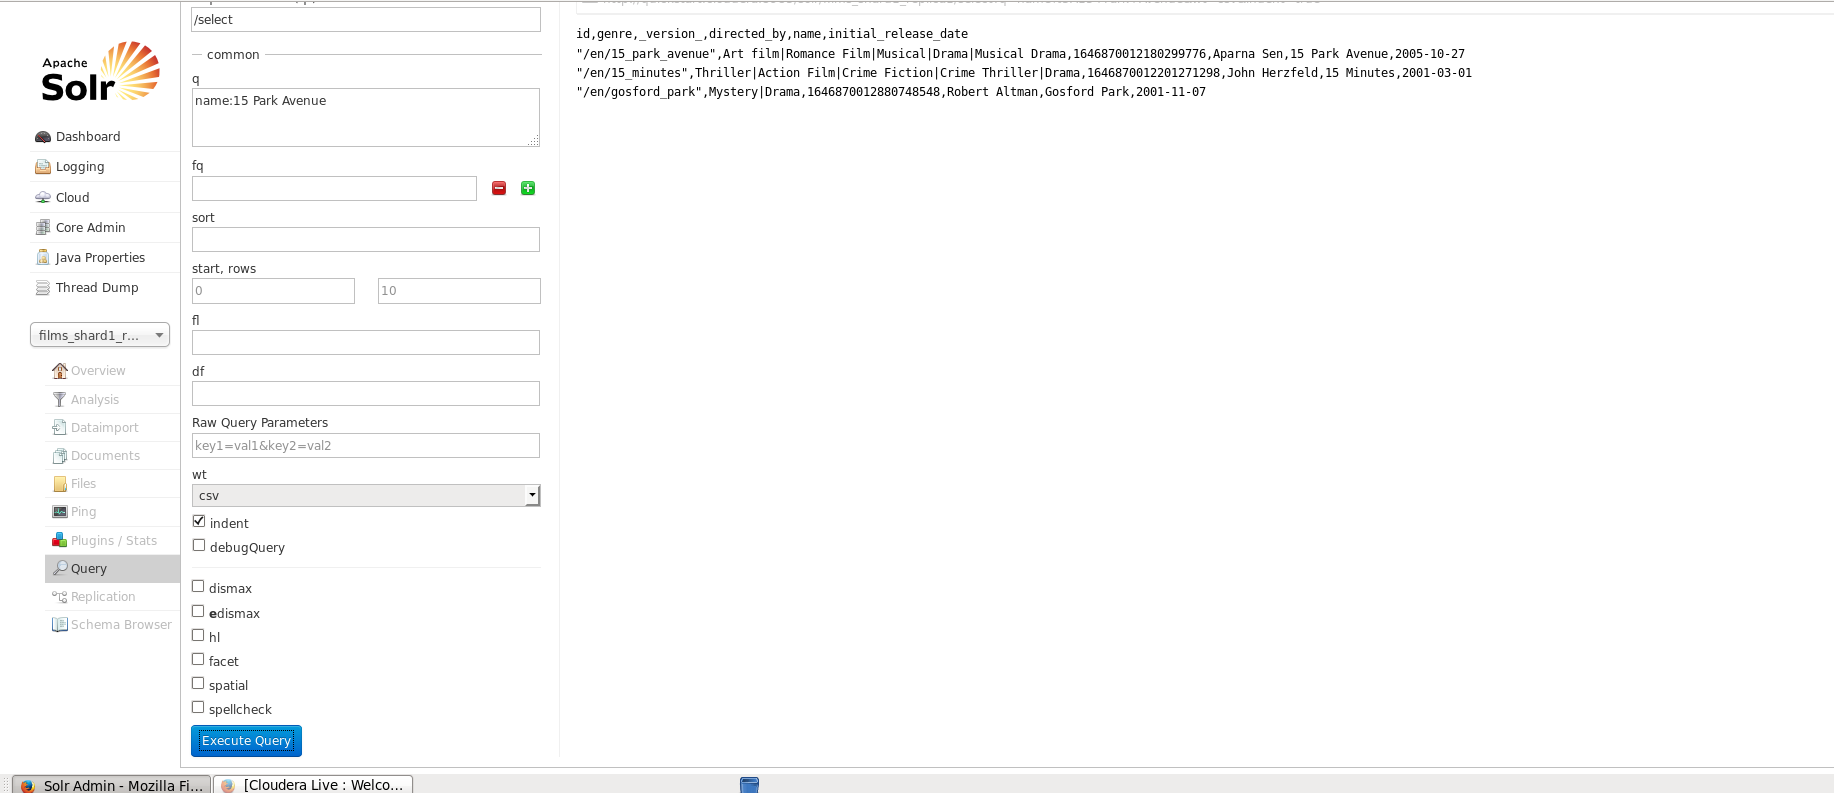 /select
common
q
name:15 Park Avenue
fq
sort
start, rows
0 10
fl
df
Raw Query Parameters
key1=val1&key2=val2
wt
csv
indent
debugQuery
dismax
edismax
hl
facet
spatial
spellcheck
Execute Query
Apache
Solr
Dashboard
Logging
Cloud
Core Admin
Java Properties
Thread Dump
films_shard1_r...
Overview
Analysis
Dataimport
Documents
Files
Ping
Plugins / Stats
Query
Replication
Schema Browser
id,genre,_version_,directed_by,name,initial_release_date
"/en/15_park_avenue",Art film|Romance Film|Musical|Drama|Musical Drama,1646870012180299776,Aparna Sen,15 Park Avenue,2005-10-27
"/en/15_minutes",Thriller|Action Film|Crime Fiction|Crime Thriller|Drama,1646870012201271298,John Herzfeld,15 Minutes,2001-03-01
"/en/gosford_park",Mystery|Drama,1646870012880748548,Robert Altman,Gosford Park,2001-11-07
Solr Admin - Mozilla Fi...
[Cloudera Live : Welco...